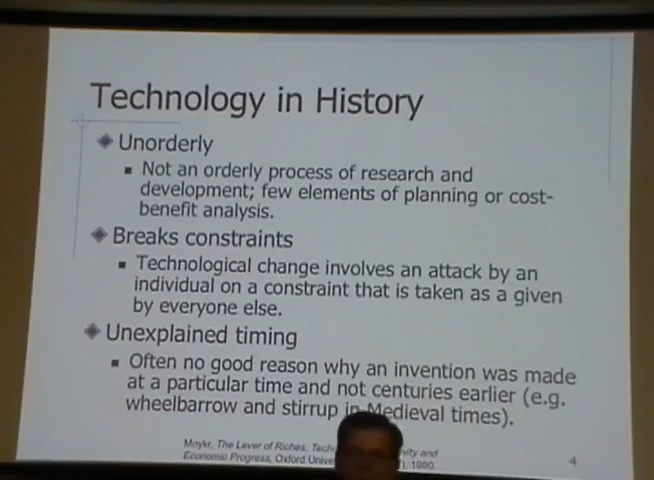 Technology in History
Unorderly
Not an orderly process of research and
development; few elements of planning or cost-
benefit analysis.
Breaks constraints
Technological change involves an attack by an
individual on a constraint that is taken as a given
by everyone else.
Unexplained timing
Often no good reason why an invention was made
at a particular time and not centuries earlier (e.g.
wheelbarrow and stirrup in Medieval times).
Moykr, The Lever of Riches, and
Economic Progress, Oxford 1990.
4